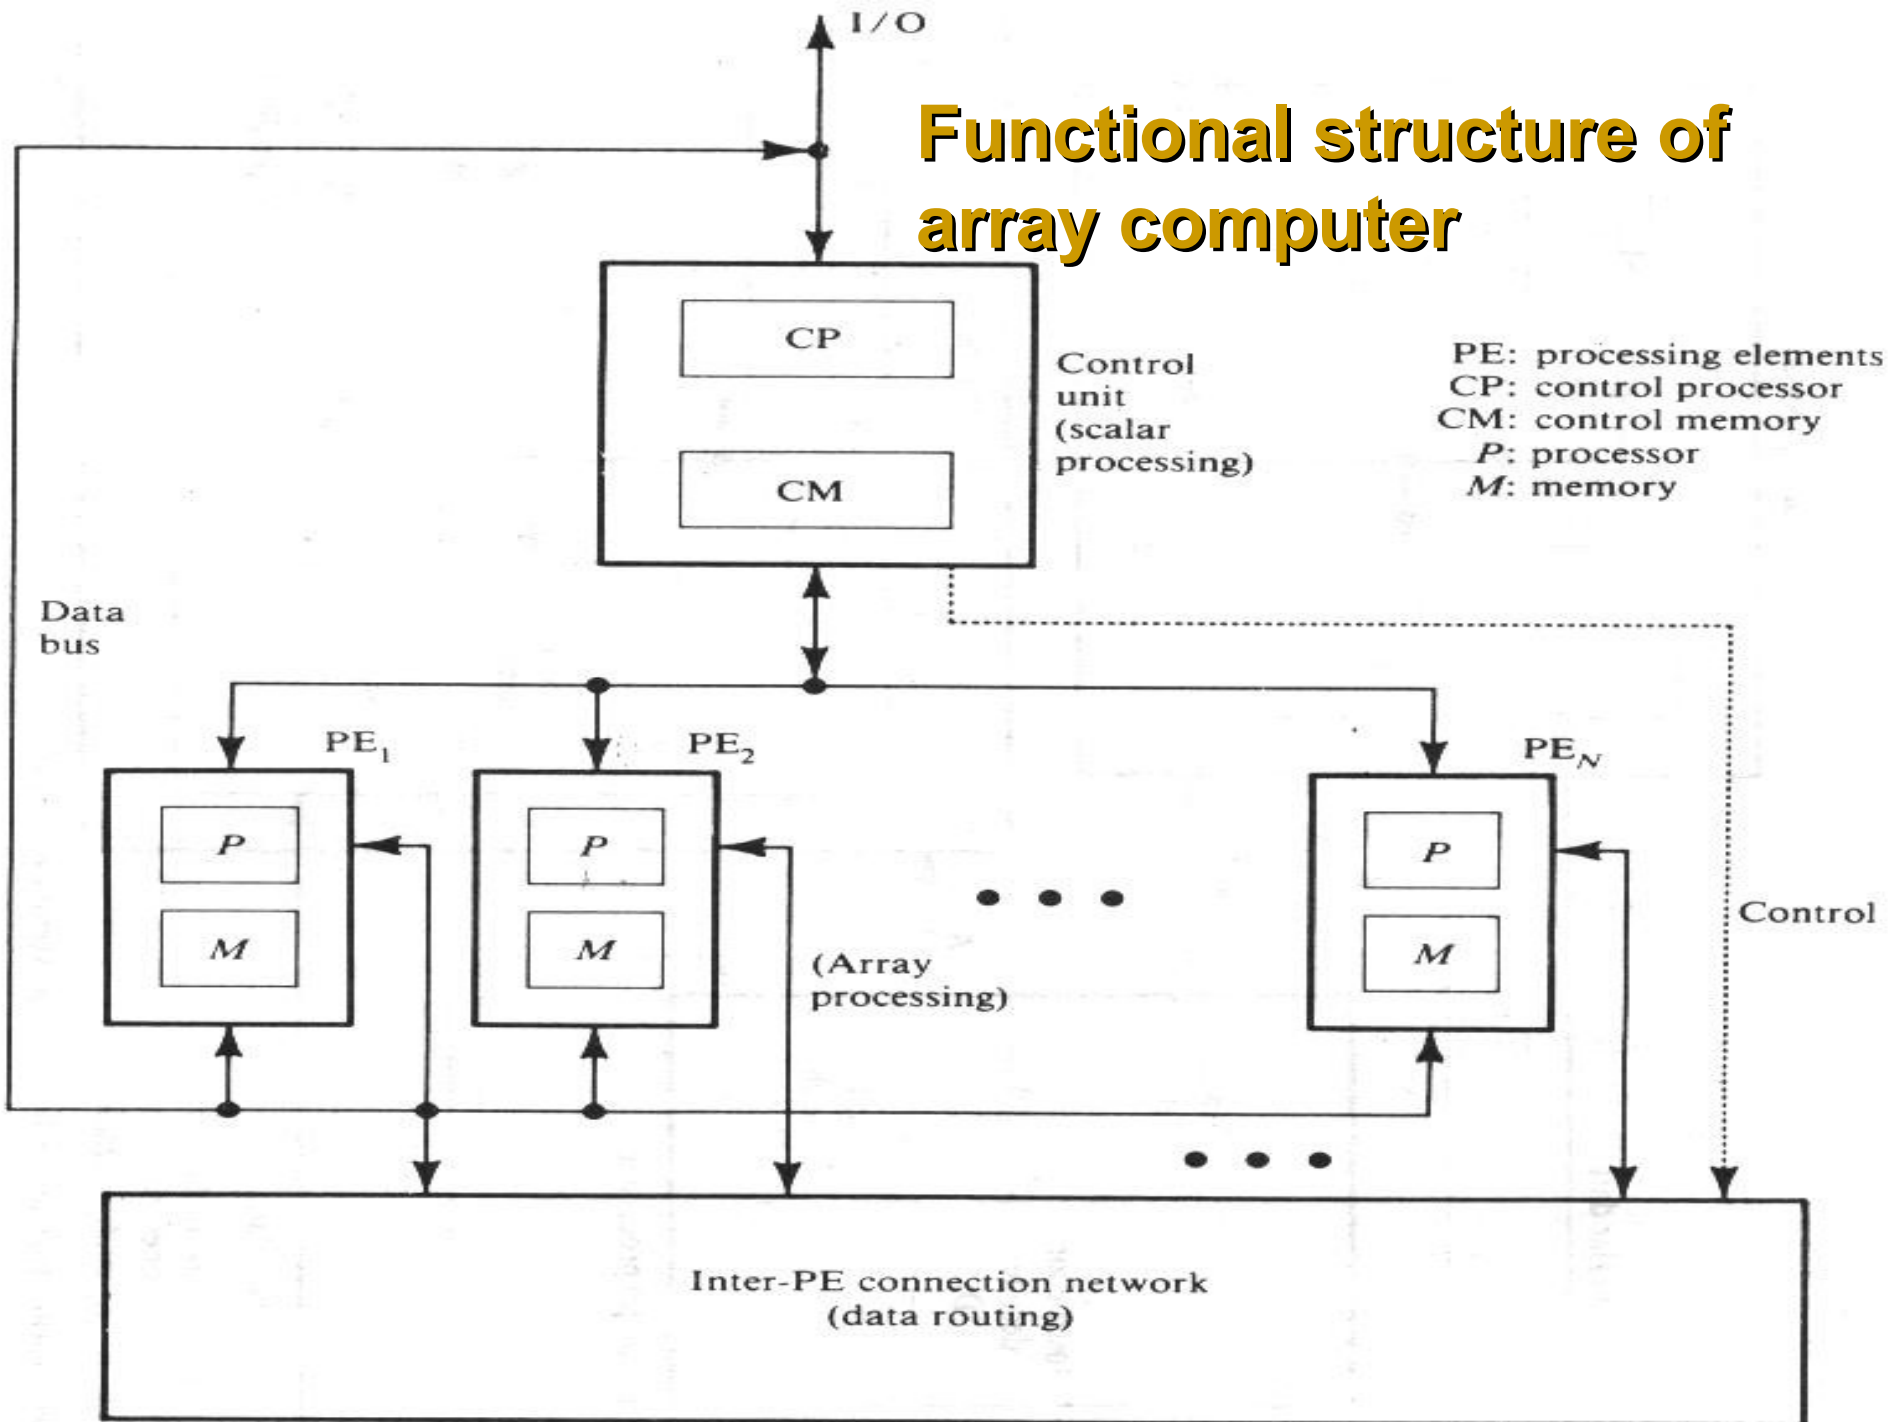 I/O
Functional structure of
array computer
CP
CM
Control
unit
(scalar
processing)
PE: processing elements
CP: control processor
CM: control memory
P: processor
M: memory
Data
bus
PE1
PE2
PEN
P
M
P
M
P
M
(Array
processing)
Control
Inter-PE connection network
(data routing)